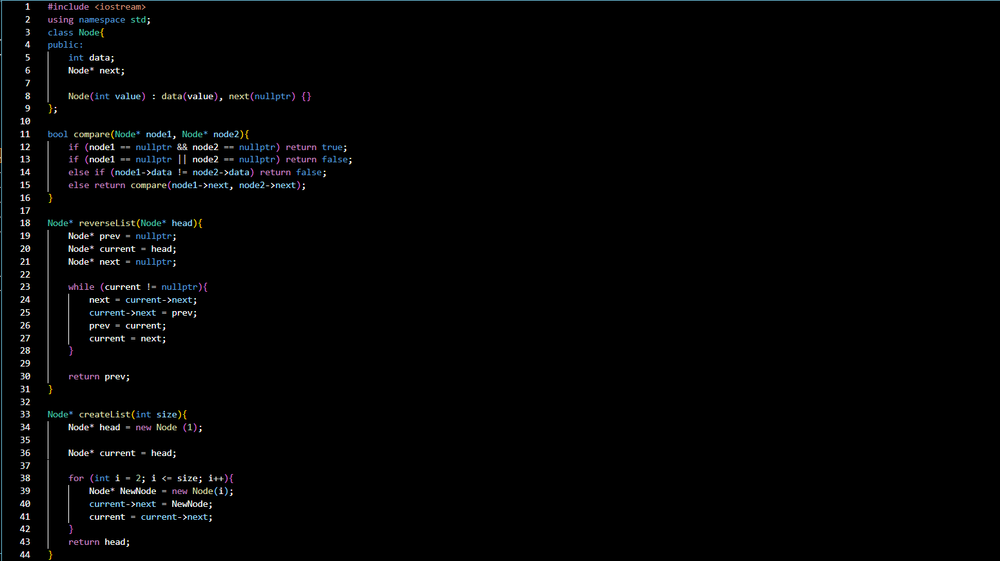 1 #include <iostream>
2 using namespace std;
3 class Node{
4 public:
5     int data;
6     Node* next;
7
8     Node(int value) : data(value), next(nullptr) {}
9 };
10
11 bool compare(Node* node1, Node* node2){
12     if (node1 == nullptr && node2 == nullptr) return true;
13     if (node1 == nullptr || node2 == nullptr) return false;
14     else if (node1->data != node2->data) return false;
15     else return compare(node1->next, node2->next);
16 }
17
18 Node* reverseList(Node* head){
19     Node* prev = nullptr;
20     Node* current = head;
21     Node* next = nullptr;
22
23     while (current != nullptr){
24         next = current->next;
25         current->next = prev;
26         prev = current;
27         current = next;
28     }
29
30     return prev;
31 }
32
33 Node* createList(int size){
34     Node* head = new Node (1);
35
36     Node* current = head;
37
38     for (int i = 2; i <= size; i++){
39         Node* NewNode = new Node(i);
40         current->next = NewNode;
41         current = current->next;
42     }
43     return head;
44 }